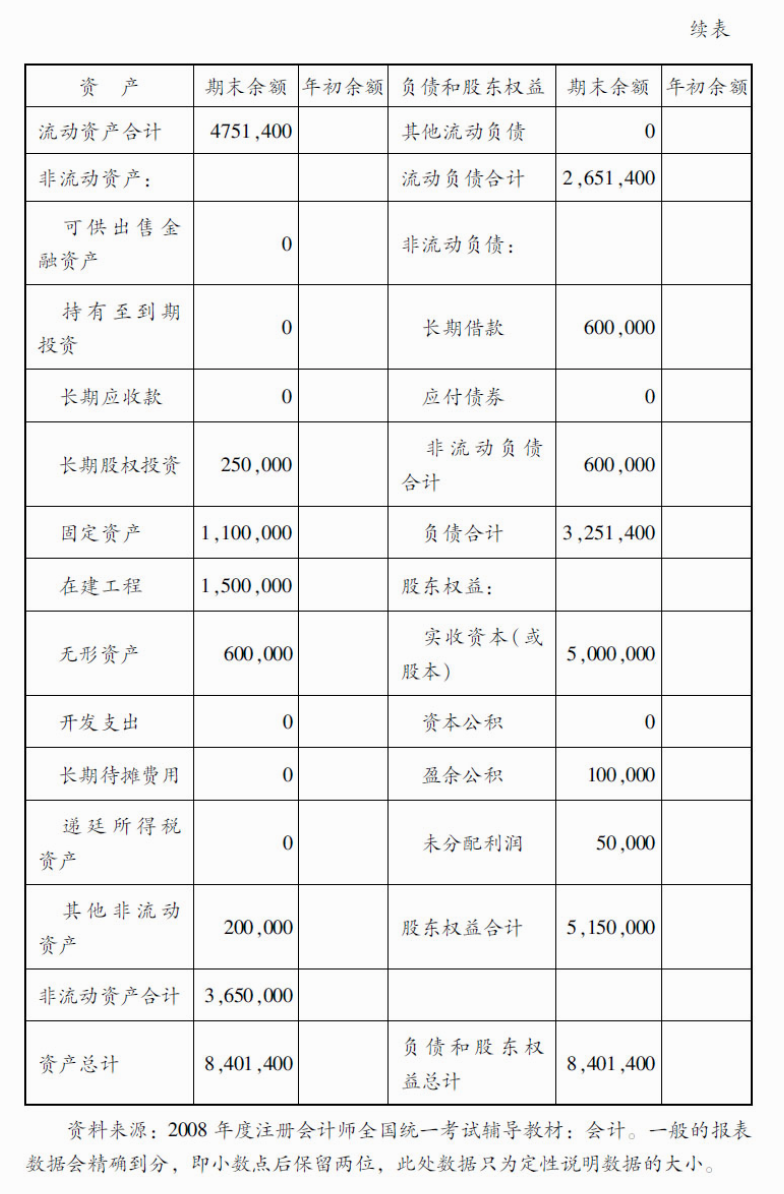 续表
资 产 期末余额 年初余额 负债和股东权益 期末余额 年初余额
流动资产合计 4751,400 其他流动负债 0
非流动资产: 流动负债合计 2,651,400
可供出售金
融资产 0 非流动负债:
持有至到期
投资 0 长期借款 600,000
长期应收款 0 应付债券 0
长期股权投资 250,000 非流动负债
合计 600,000
固定资产 1,100,000 负债合计 3,251,400
在建工程 1,500,000 股东权益:
无形资产 600,000 实收资本(或
股本) 5,000,000
开发支出 0 资本公积 0
长期待摊费用 0 盈余公积 100,000
递廷所得税
资产 0 未分配利润 50,000
其他非流动
资产 200,000 股东权益合计 5,150,000
非流动资产合计 3,650,000
资产总计 8,401,400 负债和股东权
益总计 8,401,400
资料来源: 2008 年度注册会计师全国统一考试辅导教材: 会计。一般的报表
数据会精确到分, 即小数点后保留两位, 此处数据只为定性说明数据的大小。